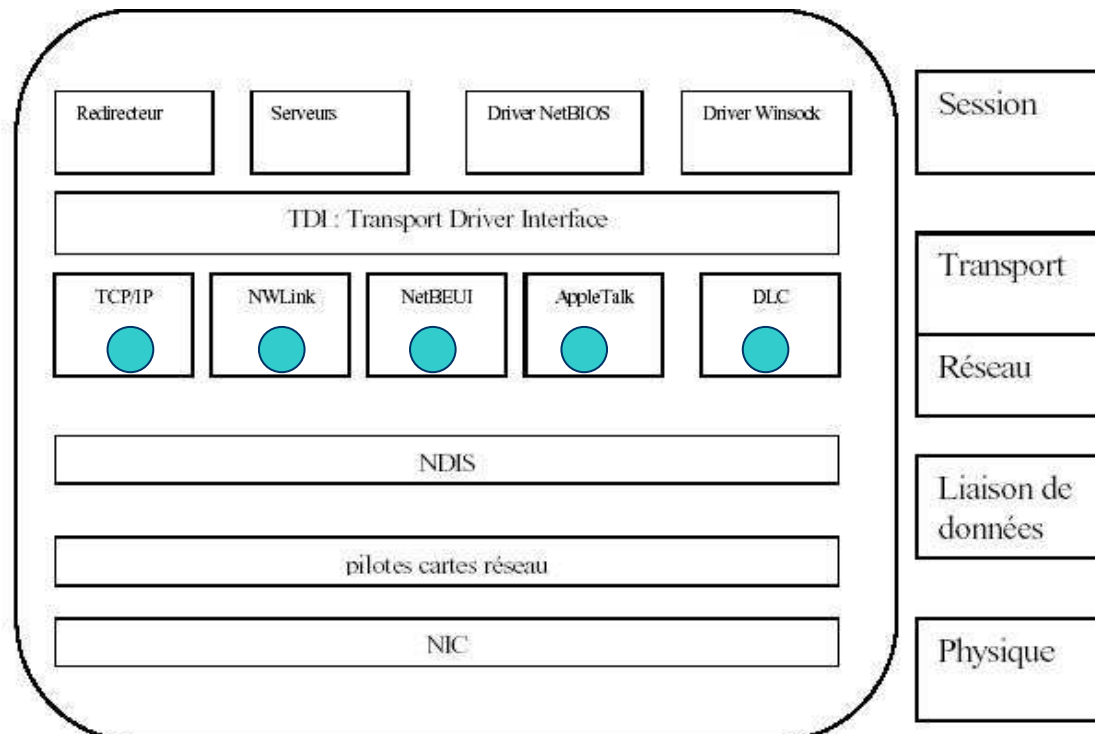 Redirecteur
Serveurs
Driver NetBIOS
Driver Winsock
TDI : Transport Driver Interface
TCP/IP
NWLink
NetBEUI
AppleTalk
DLC
NDIS
pilotes cartes réseau
NIC
Session
Transport
Réseau
Liaison de
données
Physique